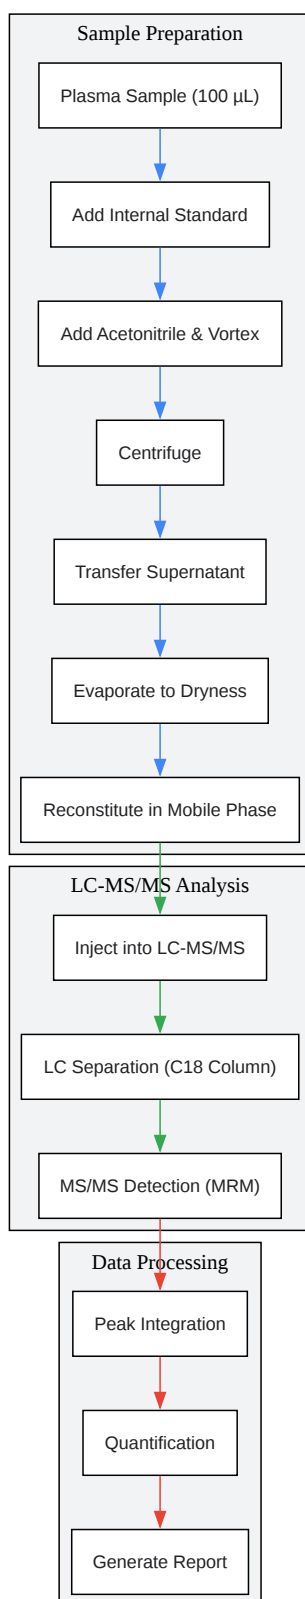 Sample Preparation
Plasma Sample (100 µL)
Add Internal Standard
Add Acetonitrile & Vortex
Centrifuge
Transfer Supernatant
Evaporate to Dryness
Reconstitute in Mobile Phase
LC-MS/MS Analysis
Inject into LC-MS/MS
LC Separation (C18 Column)
MS/MS Detection (MRM)
Data Processing
Peak Integration
Quantification
Generate Report